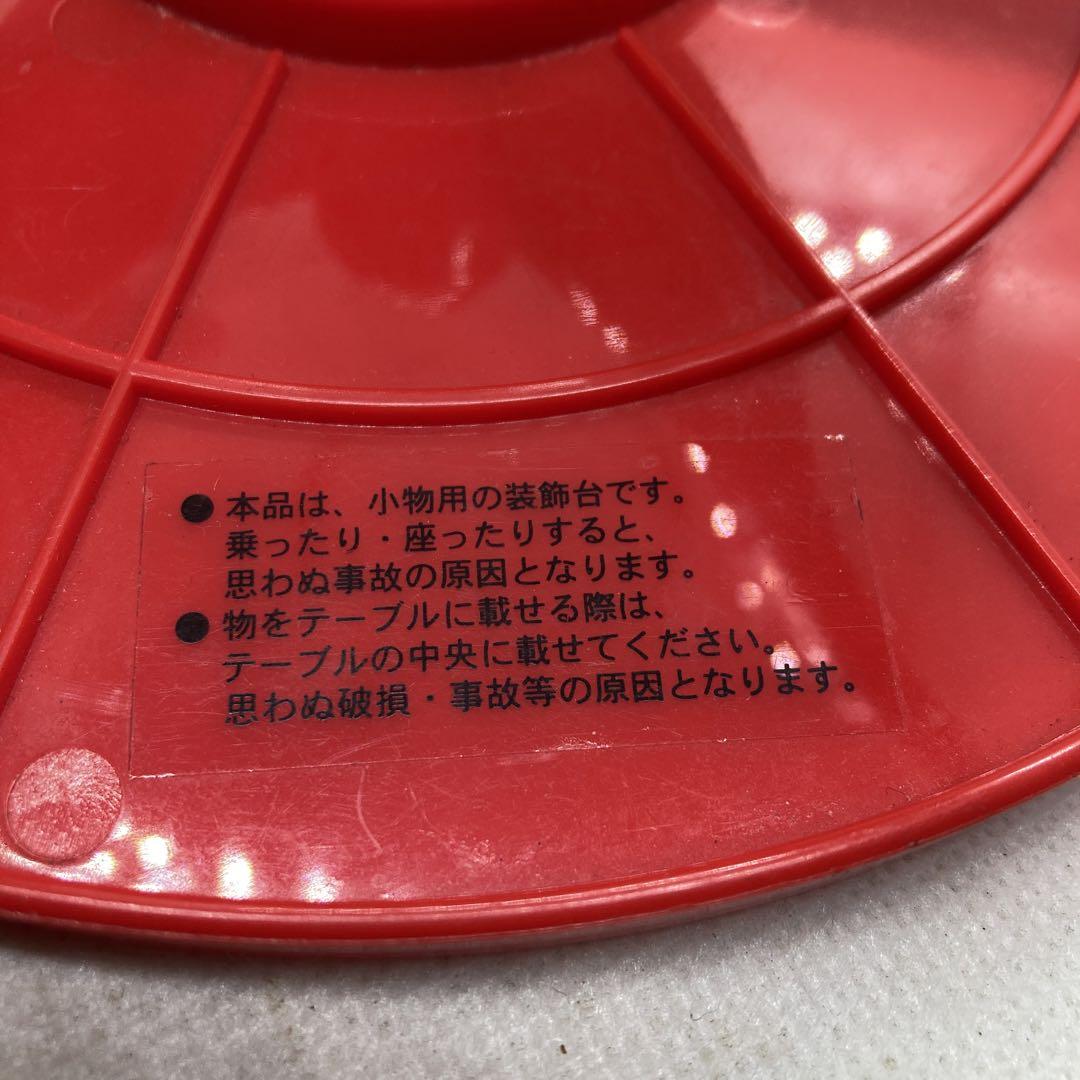 ●本品は、小物用の装飾台です。
乗ったり・座ったりすると、
思わぬ事故の原因となります。
●物をテーブルに載せる際は、
テーブルの中央に載せてください。
思わぬ破損・事故等の原因となります。